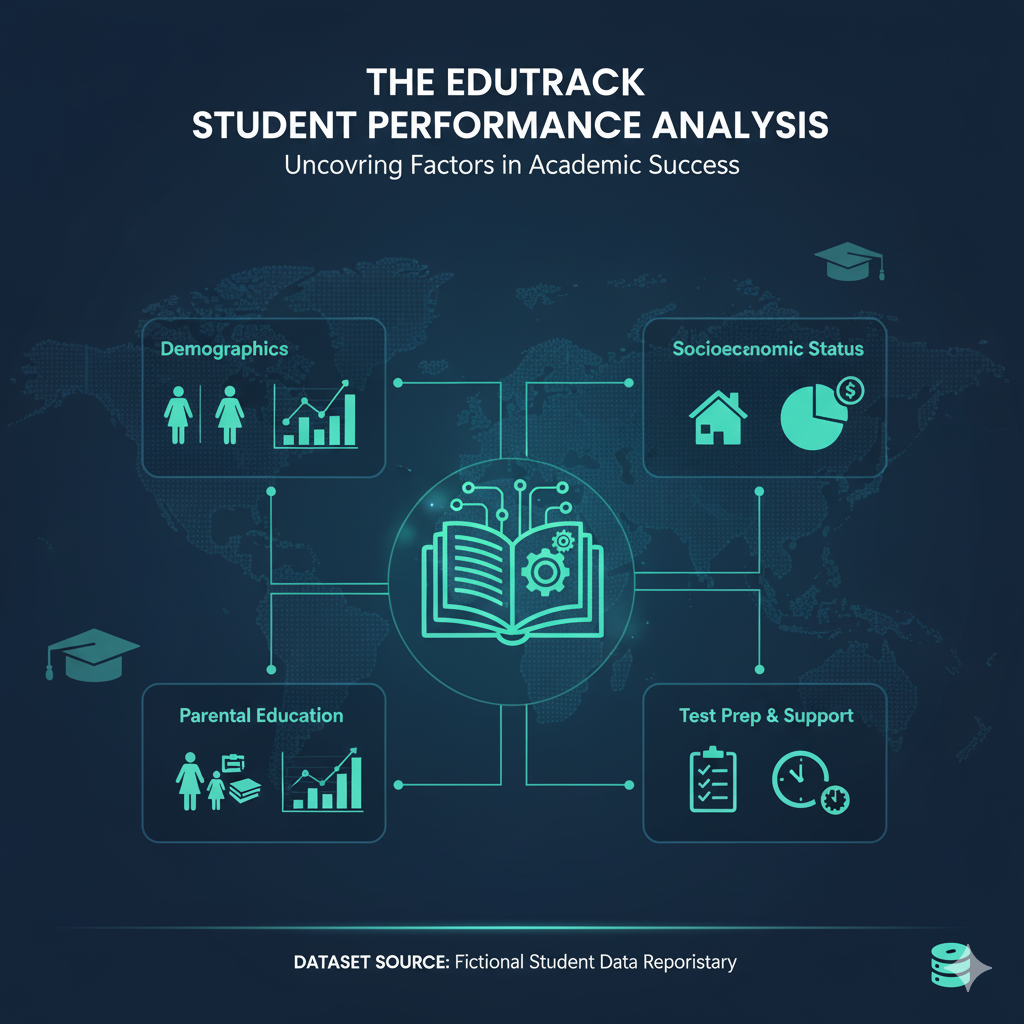 THE EDUTRACK
STUDENT PERFORMANCE ANALYSIS
Uncovring Factors in Academic Success
Demographics
Socioecənomic Status
$
Parental Education
Test Prep & Support
DATASET SOURCE: Fictional Student Data Reporistary